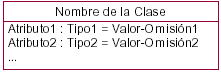 Nombre de la Clase
Atributo1 : Tipo1 = Valor-Omisión1
Atributo2 : Tipo2 = Valor-Omisión2
...